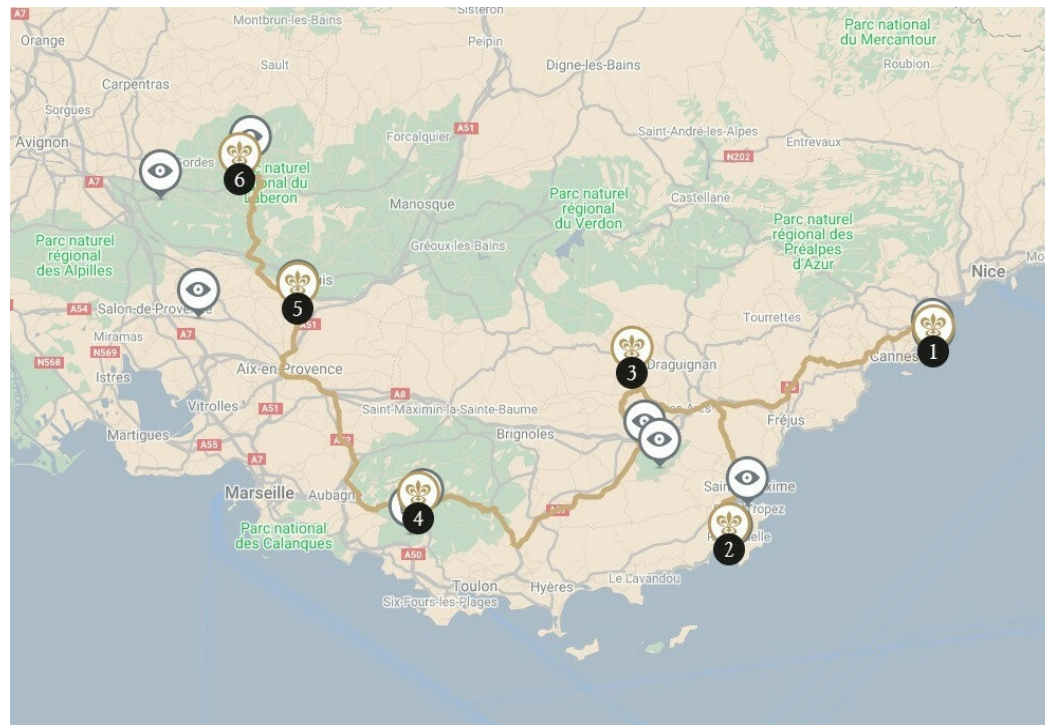 A7
Montbrun-les-Bains
Sisteron
Parc national
du Mercantour
Orange
Peipin
Roubion
Sault
Digne-les-Bains
Carpentras
Sorgues
Avignon
Forcalquier
A51
Saint-André-les-Alpes
N202
Entrevaux
A7
6
Manosque
Parc naturel
régional
du Verdon
Castellane
Parc naturel
régional des
Préalpes
d'Azur
Gréoux-les-Bains
Parc naturel
régional
des Alpilles
Nice
5
A54
Salon-de-Provence
A51
Tourrettes
A7
Miramas
N569
Istres
N568
Aix-en-Provence
3
Draguignan
Cannes
1
A8
Saint-Maximin-la-Sainte-Baume
Vitrolles
A51
Fréjus
Martigues
A55
Brignoles
A7
Marseille
Aubagne
4
Parc national
des Calanques
A50
2
Toulon
Hyères
Le Lavandou
Six-Fours-les-Plages